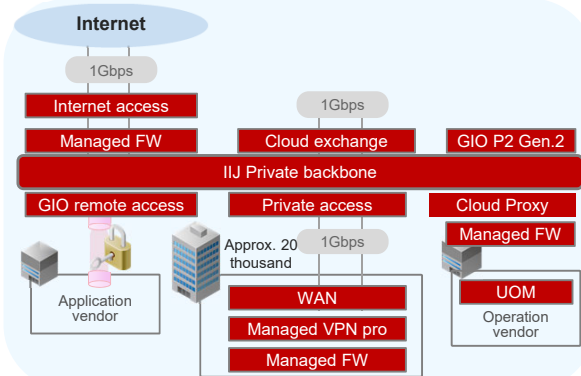 Internet
1Gbps
Internet access
1Gbps
Managed FW
Cloud exchange
GIO P2 Gen.2
IIJ Private backbone
GIO remote access
Private access
Cloud Proxy
Managed FW
Approx. 20
thousand
1Gbps
Application
vendor
WAN
Managed VPN pro
Managed FW
UOM
Operation
vendor